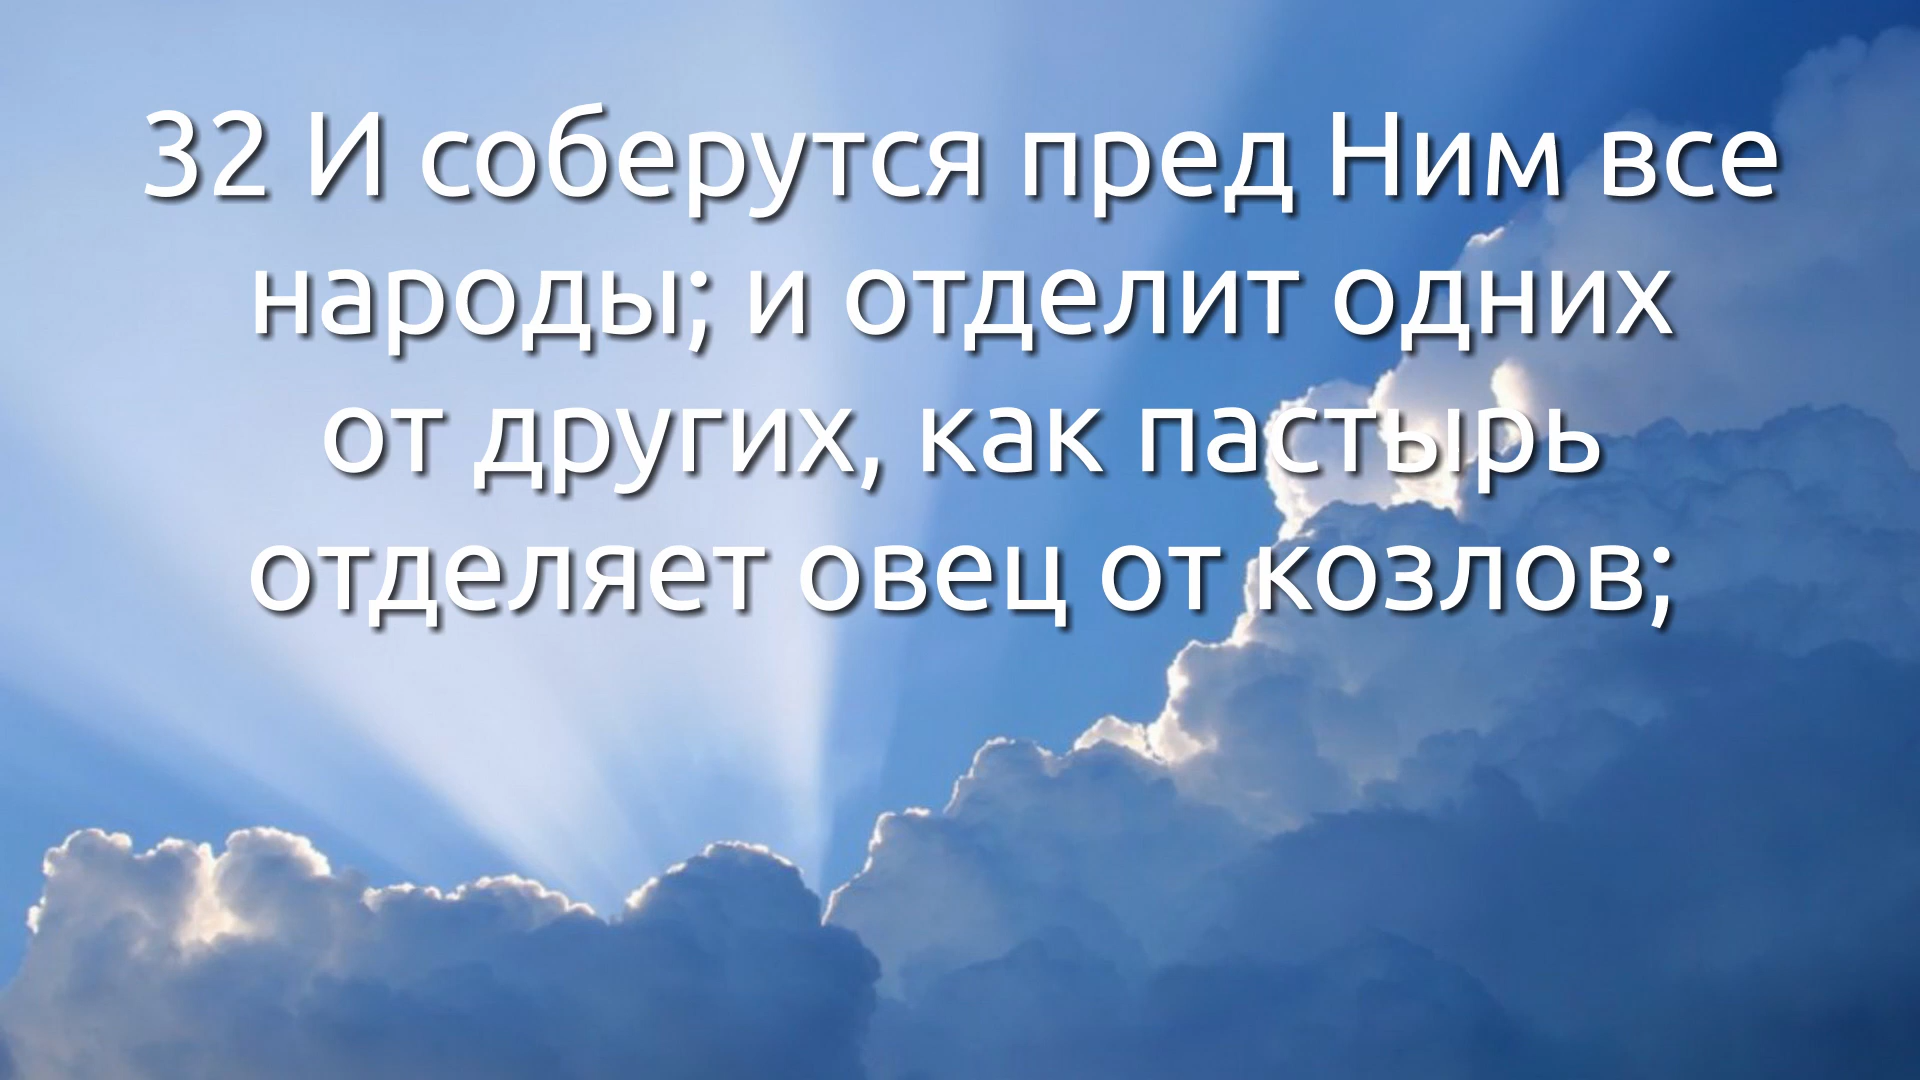 32 И соберутся пред Ним все
народы; и отделит одних
от других, как пастырь
отделяет овец от козлов;